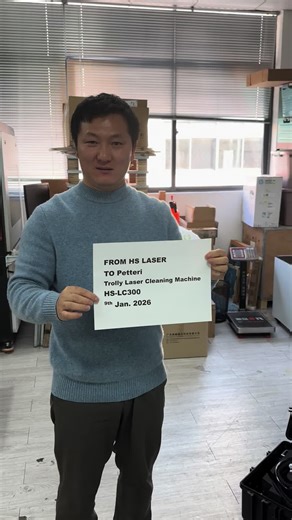 FROM HS LASER
TO Petteri
Trolly Laser Cleaning Machine
HS-LC300
9th Jan. 2026